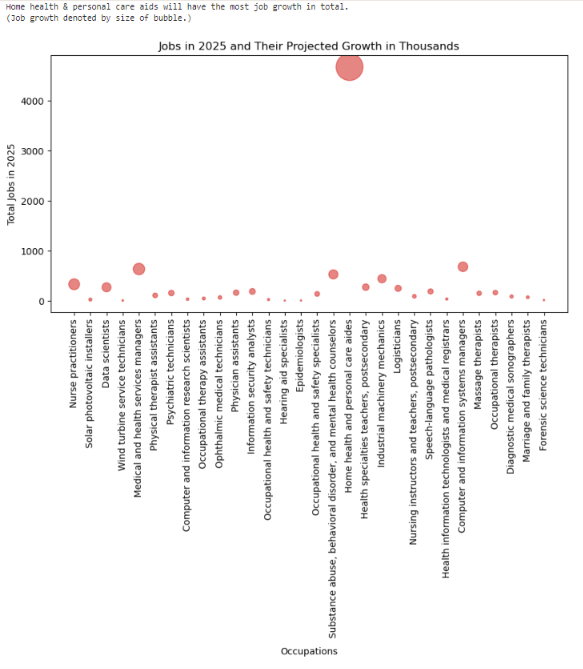 Home health & personal care aids will have the most job growth in total.
(Job growth denoted by size of bubble.)
Jobs in 2025 and Their Projected Growth in Thousands
Total Jobs in 2025
4000
3000
2000
1000
0
Nurse practitioners
Solar photovoltaic installers
Data scientists
Wind turbine service technicians
Medical and health services managers
Physical therapist assistants
Psychiatric technicians
Computer and information research scientists
Occupational therapy assistants
Ophthalmic medical technicians
Physician assistants
Information security analysts
Occupational health and safety technicians
Hearing aid specialists
Epidemiologists
Occupational health and safety specialists
Substance abuse, behavioral disorder, and mental health counselors
Home health and personal care aides
Health specialties teachers, postsecondary
Industrial machinery mechanics
Logisticians
Nursing instructors and teachers, postsecondary
Speech-language pathologists
Health information technologists and medical registrars
Computer and information systems managers
Massage therapists
Occupational therapists
Diagnostic medical sonographers
Marriage and family therapists
Forensic science technicians
Occupations